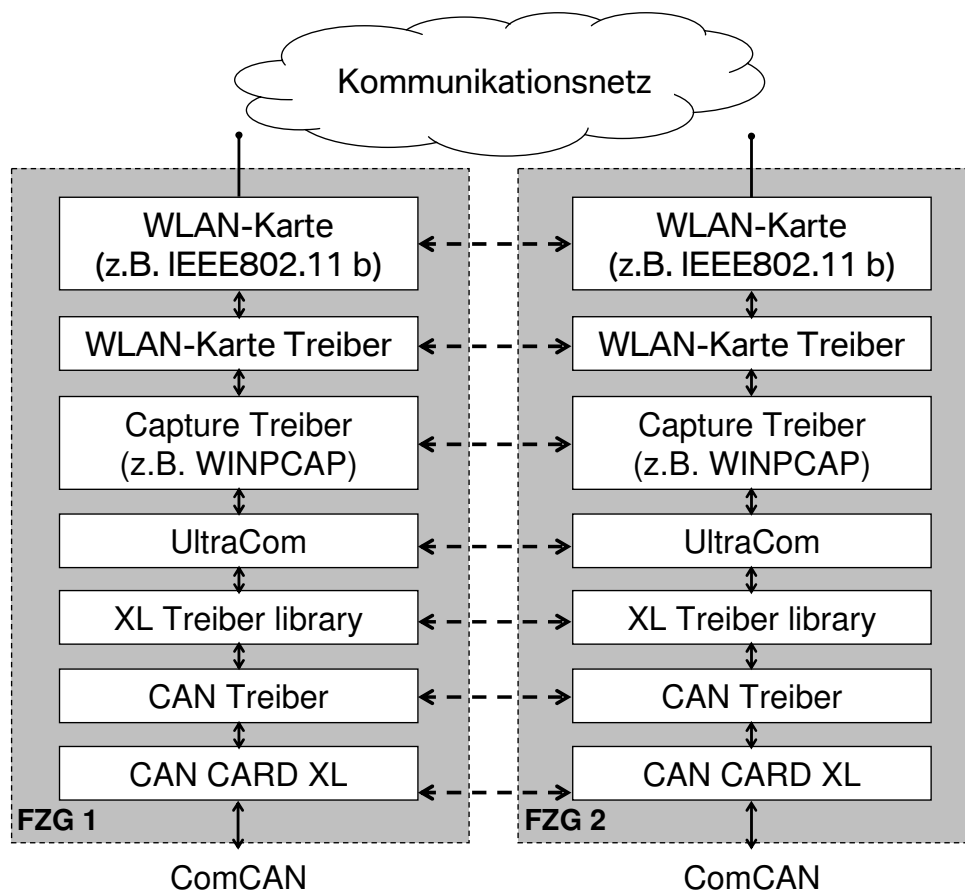 Kommunikationsnetz
WLAN-Karte
(z.B. IEEE802.11 b)
WLAN-Karte Treiber
Capture Treiber
(z.B. WINPCAP)
UltraCom
XL Treiber library
CAN Treiber
CAN CARD XL
FZG 1
ComCAN
WLAN-Karte
(z.B. IEEE802.11 b)
WLAN-Karte Treiber
Capture Treiber
(z.B. WINPCAP)
UltraCom
XL Treiber library
CAN Treiber
CAN CARD XL
FZG 2
ComCAN